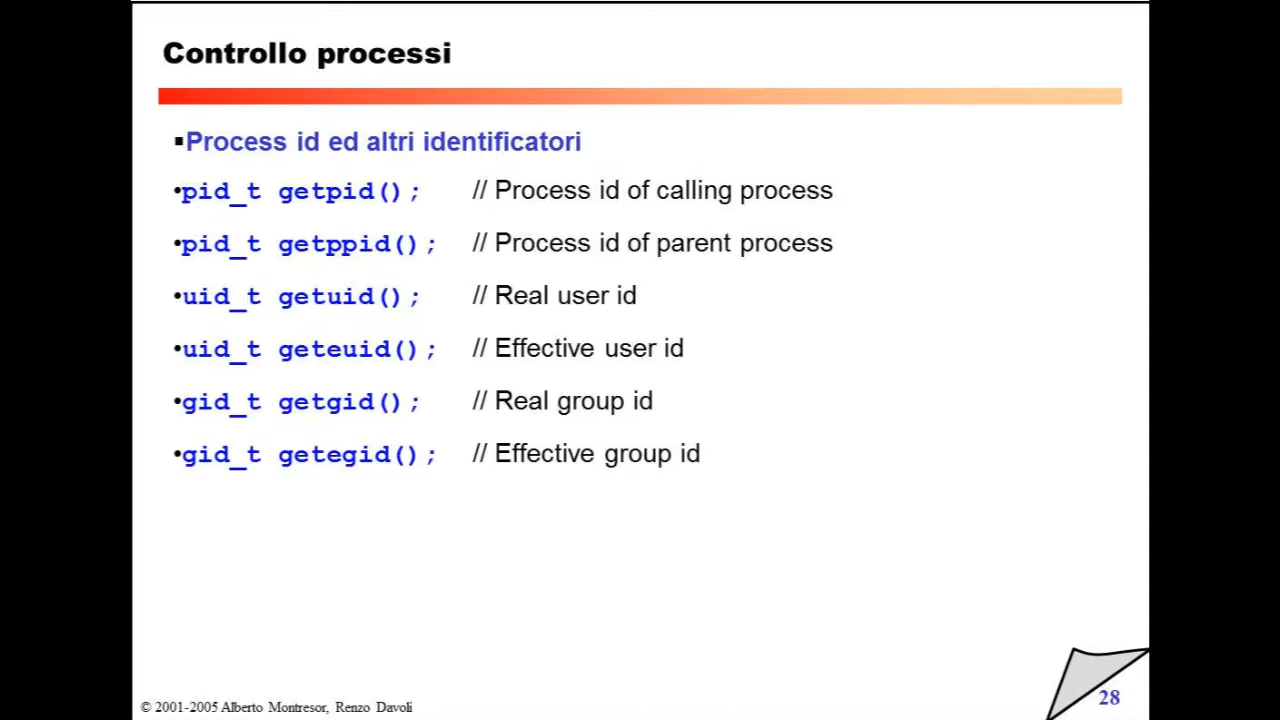 Controllo processi
▪Process id ed altri identificatori
•pid_t getpid(); // Process id of calling process
•pid_t getppid(); // Process id of parent process
•uid_t getuid(); // Real user id
•uid_t geteuid(); // Effective user id
•gid_t getgid(); // Real group id
•gid_t getegid(); // Effective group id
© 2001-2005 Alberto Montresor, Renzo Davoli
28